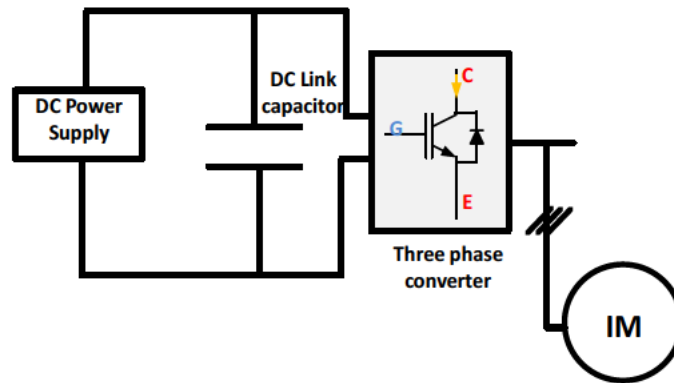 DC Power
Supply
DC Link
capacitor
C
G
E
Three phase
converter
IM